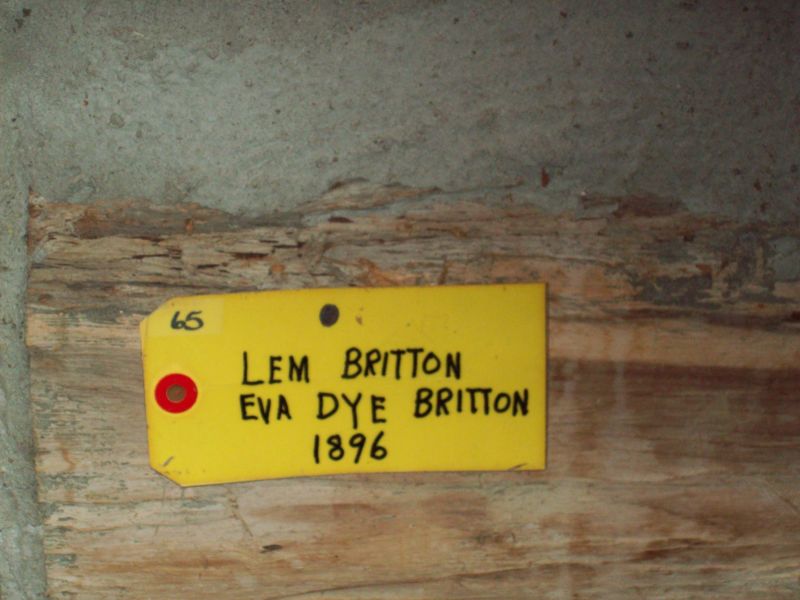 65
LEM BRITTON
EVA DYE BRITTON
1896